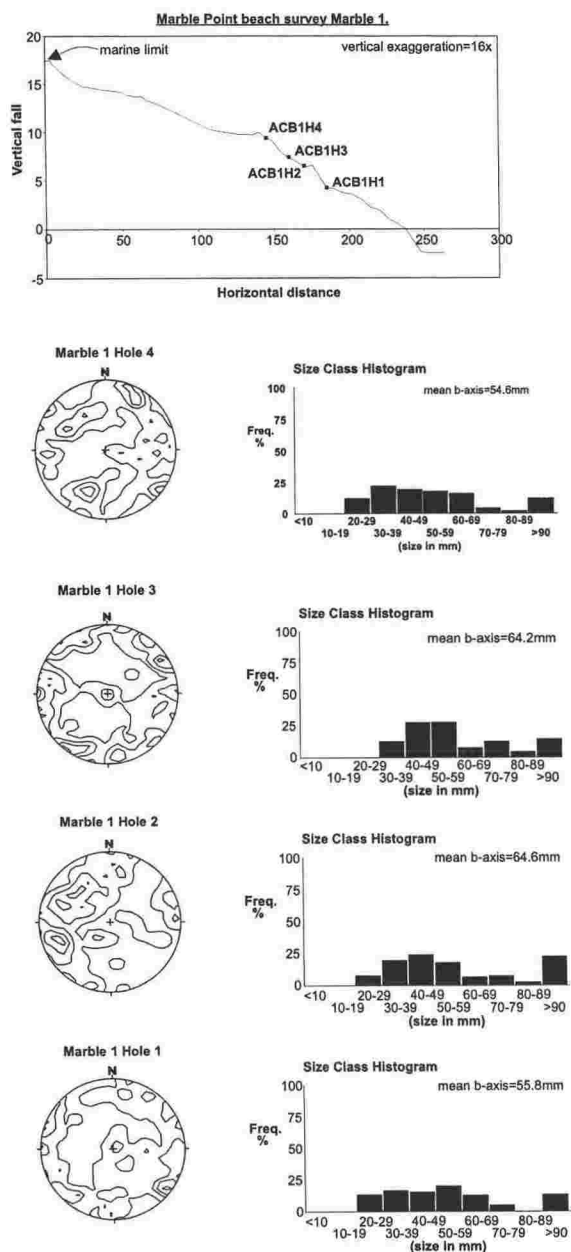 Marble Point beach survey Marble 1.
vertical exaggeration=16x
marine limit
20
15
10
5
0
-5
Vertical fall
ACB1H4
ACB1H3
ACB1H2
ACB1H1
0 50 100 150 200 250 300
Horizontal distance
Marble 1 Hole 4
N
Size Class Histogram
mean b-axis=54.6mm
100
75
Freq.
%
50
25
0
<10 20-29 40-49 60-69 80-89
10-19 30-39 50-59 70-79 >90
(size in mm)
Marble 1 Hole 3
N
Size Class Histogram
mean b-axis=64.2mm
100
75
Freq.
%
50
25
0
<10 20-29 40-49 60-69 80-89
10-19 30-39 50-59 70-79 >90
(size in mm)
Marble 1 Hole 2
N
Size Class Histogram
mean b-axis=64.6mm
100
75
Freq.
%
50
25
0
<10 20-29 40-49 60-69 80-89
10-19 30-39 50-59 70-79 >90
(size in mm)
Marble 1 Hole 1
N
Size Class Histogram
mean b-axis=55.8mm
100
75
Freq.
%
50
25
0
<10 20-29 40-49 60-69 80-89
10-19 30-39 50-59 70-79 >90
(size in mm)